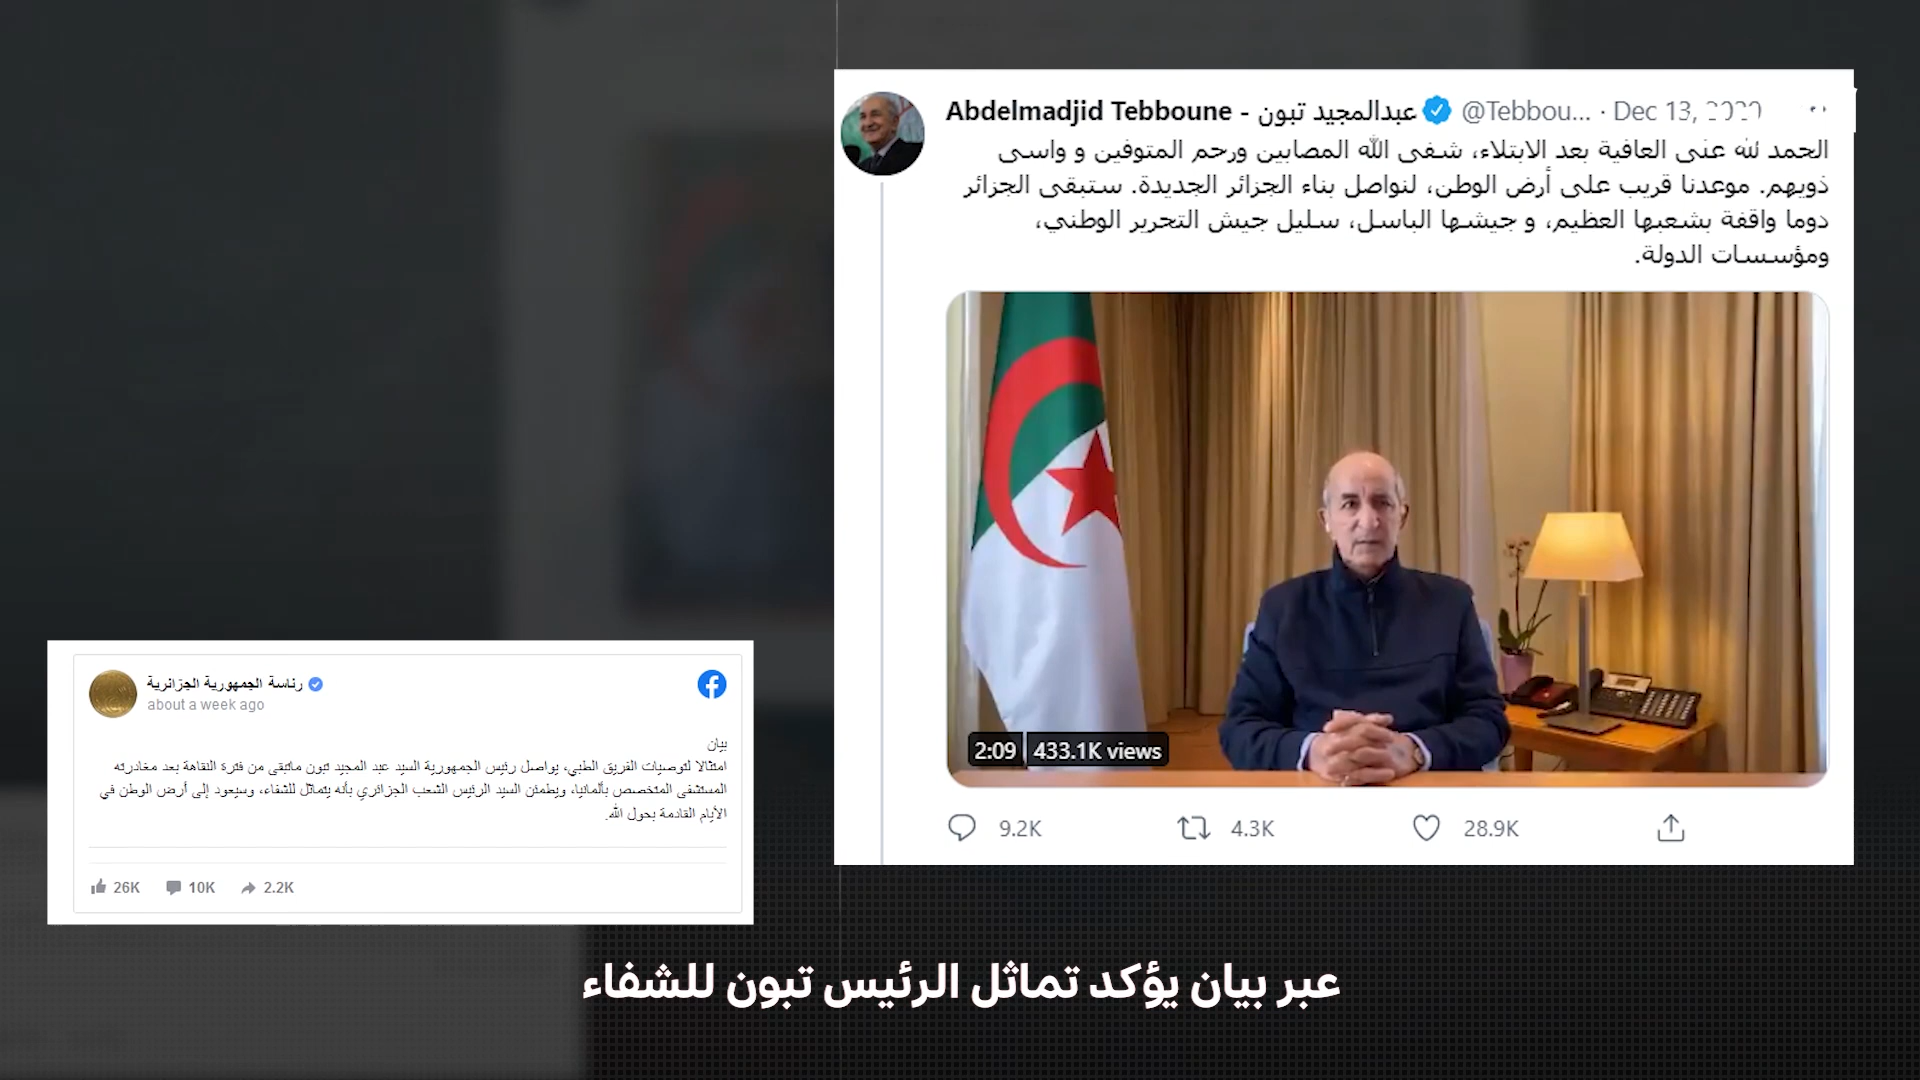 Abdelmadjid Tebboune - عبدالمجيد تبون @Tebbou... · Dec 13, 2020
الحمد لله على العافية بعد الابتلاء، شفى الله المصابين ورحم المتوفين و واسى
ذويهم. موعدنا قريب على أرض الوطن، لنواصل بناء الجزائر الجديدة. ستبقى الجزائر
دوما واقفة بشعبها العظيم، و جيشها الباسل، سليل جيش التحرير الوطني،
ومؤسسات الدولة.
2:09 433.1K views
9.2K 4.3K 28.9K
رئاسة الجمهورية الجزائرية
about a week ago
بيان
امتثالا لتوصيات الفريق الطبي، يواصل رئيس الجمهورية السيد عبد المجيد تبون ماتبقى من فترة النقاهة بعد مغادرته
المستشفى المتخصص بألمانيا، ويطمئن السيد الرئيس الشعب الجزائري بأنه يتماثل للشفاء، وسيعود إلى أرض الوطن في
الأيام القادمة بحول الله.
26K 10K 2.2K
عبر بيان يؤكد تماثل الرئيس تبون للشفاء